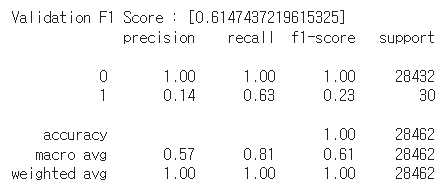 Validation F1 Score : [0.6147437219615325]
precision recall f1-score support
0 1.00 1.00 1.00 28432
1 0.14 0.63 0.23 30
accuracy 1.00 28462
macro avg 0.57 0.81 0.61 28462
weighted avg 1.00 1.00 1.00 28462